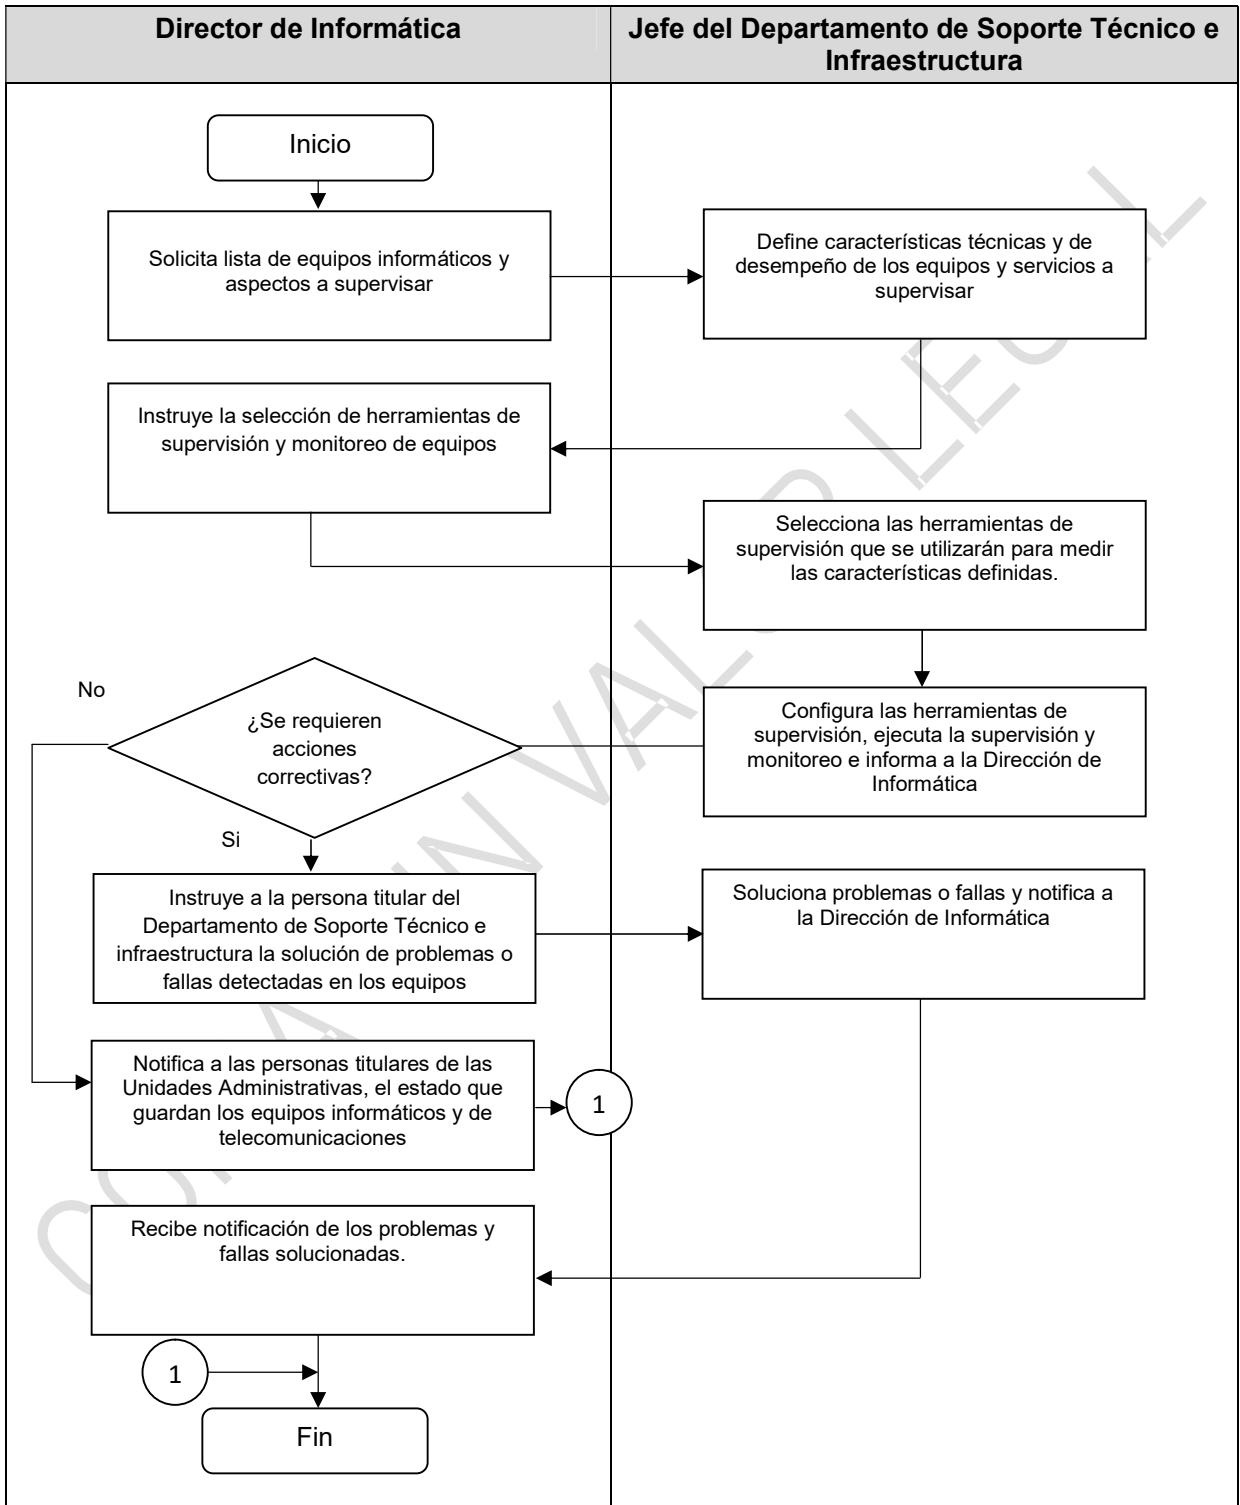 Director de Informática
Jefe del Departamento de Soporte Técnico e
Infraestructura
Inicio
Solicita lista de equipos informáticos y
aspectos a supervisar
Define características técnicas y de
desempeño de los equipos y servicios a
supervisar
Instruye la selección de herramientas de
supervisión y monitoreo de equipos
Selecciona las herramientas de
supervisión que se utilizarán para medir
las características definidas.
No
¿Se requieren
acciones
correctivas?
Configura las herramientas de
supervisión, ejecuta la supervisión y
monitoreo e informa a la Dirección de
Informática
Si
Instruye a la persona titular del
Departamento de Soporte Técnico e
infraestructura la solución de problemas o
fallas detectadas en los equipos
Soluciona problemas o fallas y notifica a
la Dirección de Informática
Notifica a las personas titulares de las
Unidades Administrativas, el estado que
guardan los equipos informáticos y de
telecomunicaciones
1
Recibe notificación de los problemas y
fallas solucionadas.
1
Fin
COPIA SIN VALOR LEGAL